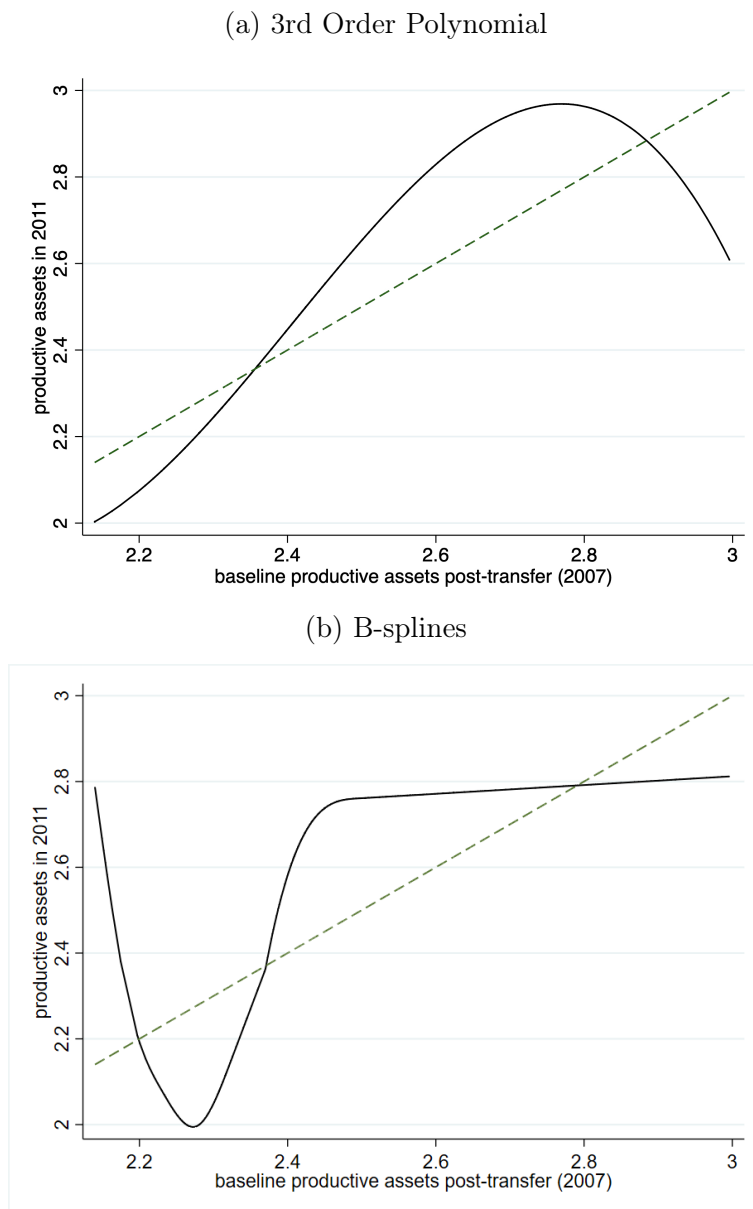 (a) 3rd Order Polynomial
productive assets in 2011
3
2.8
2.6
2.4
2.2
2
2.2 2.4 2.6 2.8 3
baseline productive assets post-transfer (2007)
(b) B-splines
productive assets in 2011
3
2.8
2.6
2.4
2.2
2
2.2 2.4 2.6 2.8 3
baseline productive assets post-transfer (2007)